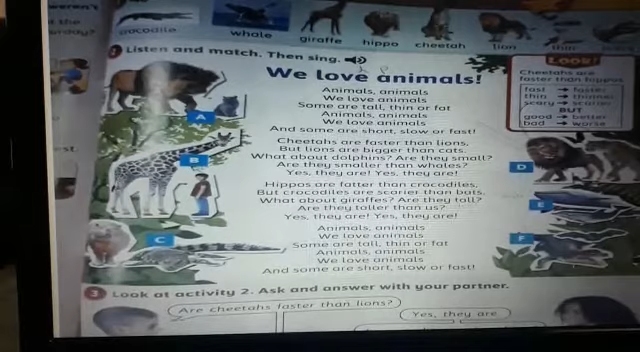 weren't
the
crocodile
whale
giraffe
hippo
cheetah
lion
Listen and match. Then sing.
We love animals!
LOOK!
Cheetahs are
faster than hippos
fast → faster
thin → thinner
scary → scarier
BUT
good → better
bad → worse
Animals, animals
We love animals
Some are tall, thin or fat
Animals, animals
We love animals
And some are short, slow or fast!
Cheetahs are faster than lions,
But lions are bigger than cats.
What about dolphins? Are they small?
Are they smaller than whales?
Yes, they are! Yes, they are!
Hippos are fatter than crocodiles,
But crocodiles are scarier than bats.
What about giraffes? Are they tall?
Are they taller than us?
Yes, they are! Yes, they are!
Animals, animals
We love animals
Some are tall, thin or fat
Animals, animals
We love animals
And some are short, slow or fast!
A
B
C
D
E
F
3 Look at activity 2. Ask and answer with your partner.
Are cheetahs faster than lions?
Yes, they are